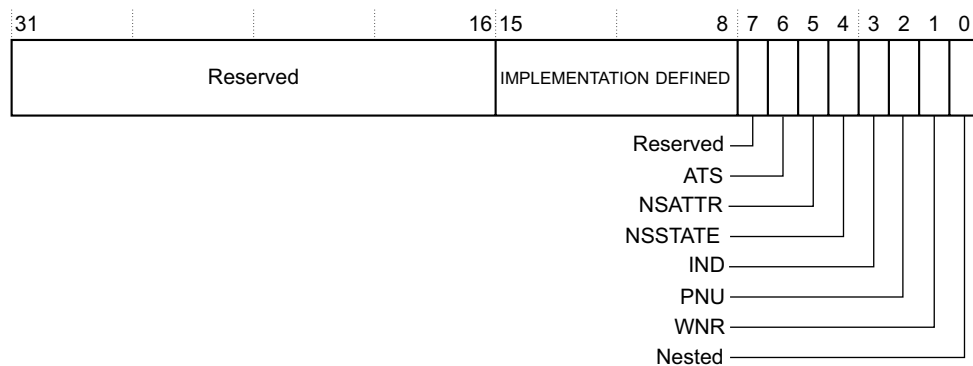 31 16 15 8 7 6 5 4 3 2 1 0
Reserved IMPLEMENTATION DEFINED
Reserved
ATS
NSATTR
NSSTATE
IND
PNU
WNR
Nested